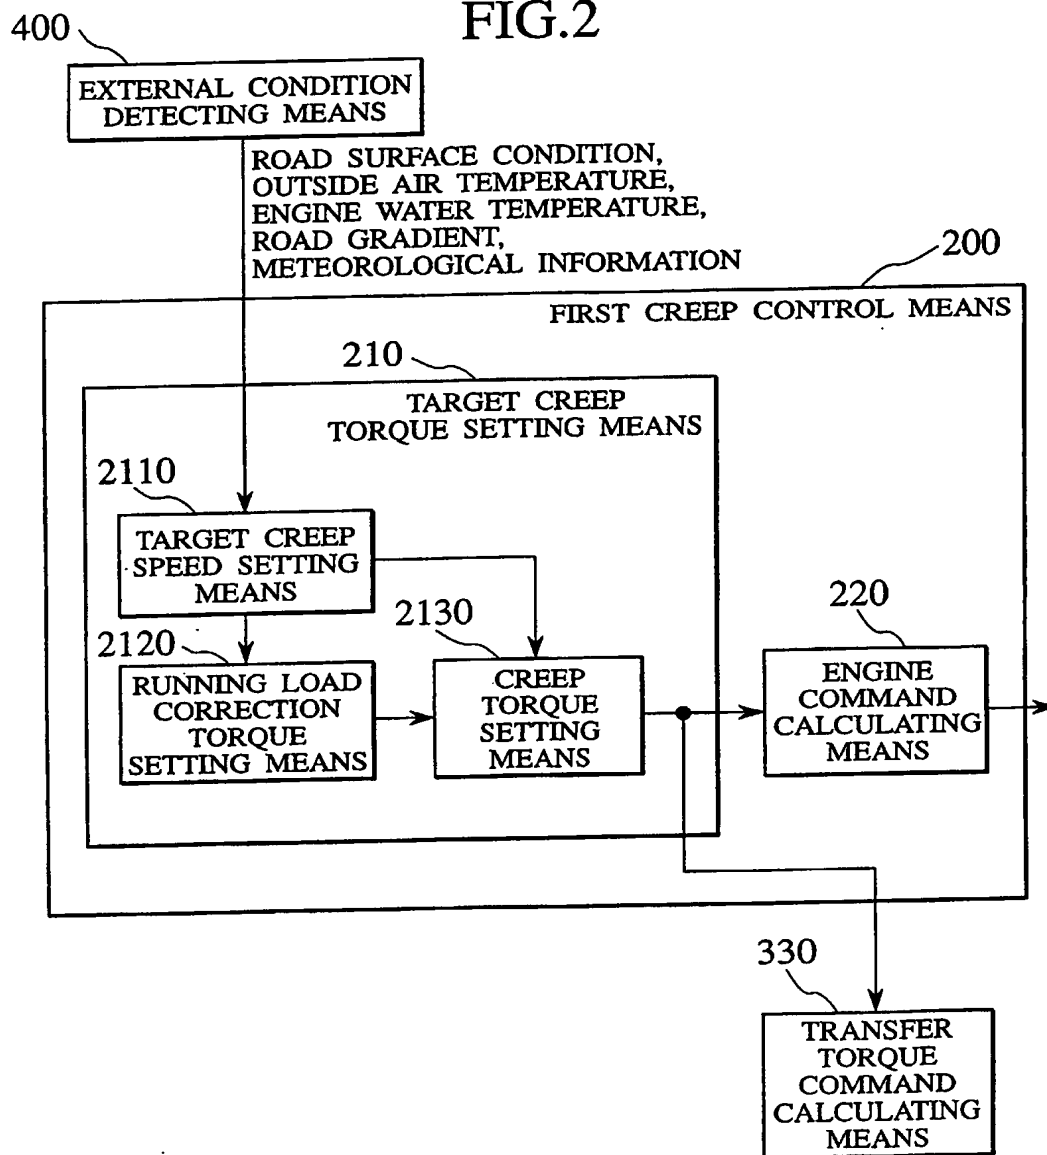 FIG.2
400
EXTERNAL CONDITION
DETECTING MEANS
ROAD SURFACE CONDITION,
OUTSIDE AIR TEMPERATURE,
ENGINE WATER TEMPERATURE,
ROAD GRADIENT,
METEOROLOGICAL INFORMATION
200
FIRST CREEP CONTROL MEANS
210
TARGET CREEP
TORQUE SETTING MEANS
2110
TARGET CREEP
SPEED SETTING
MEANS
2120
RUNNING LOAD
CORRECTION
TORQUE
SETTING MEANS
2130
CREEP
TORQUE
SETTING
MEANS
220
ENGINE
COMMAND
CALCULATING
MEANS
330
TRANSFER
TORQUE
COMMAND
CALCULATING
MEANS